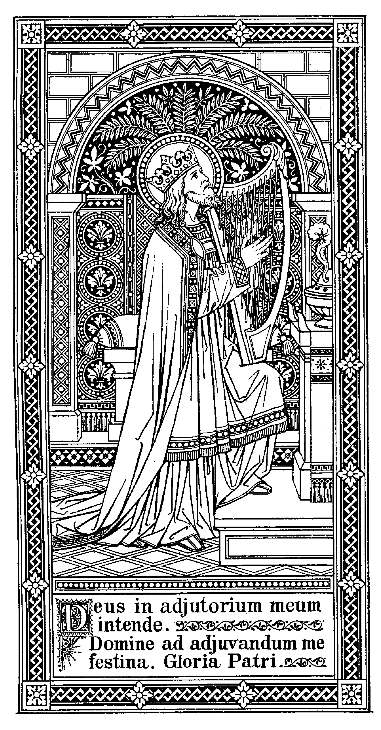 Deus in adjutorium meum
intende.
Domine ad adjuvandum me
festina. Gloria Patri.